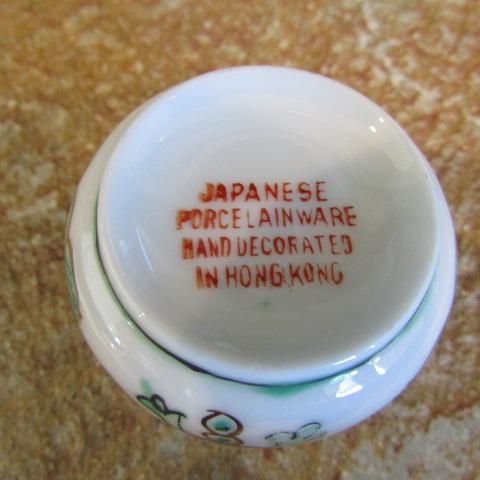 JAPANESE
PORCELAINWARE
HAND DECORATED
IN HONG KONG